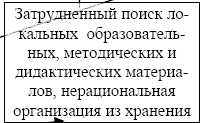 Затрудненный поиск ло-
кальных образователь-
ных, методических и
дидактических материа-
лов, нерациональная
организация из хранения